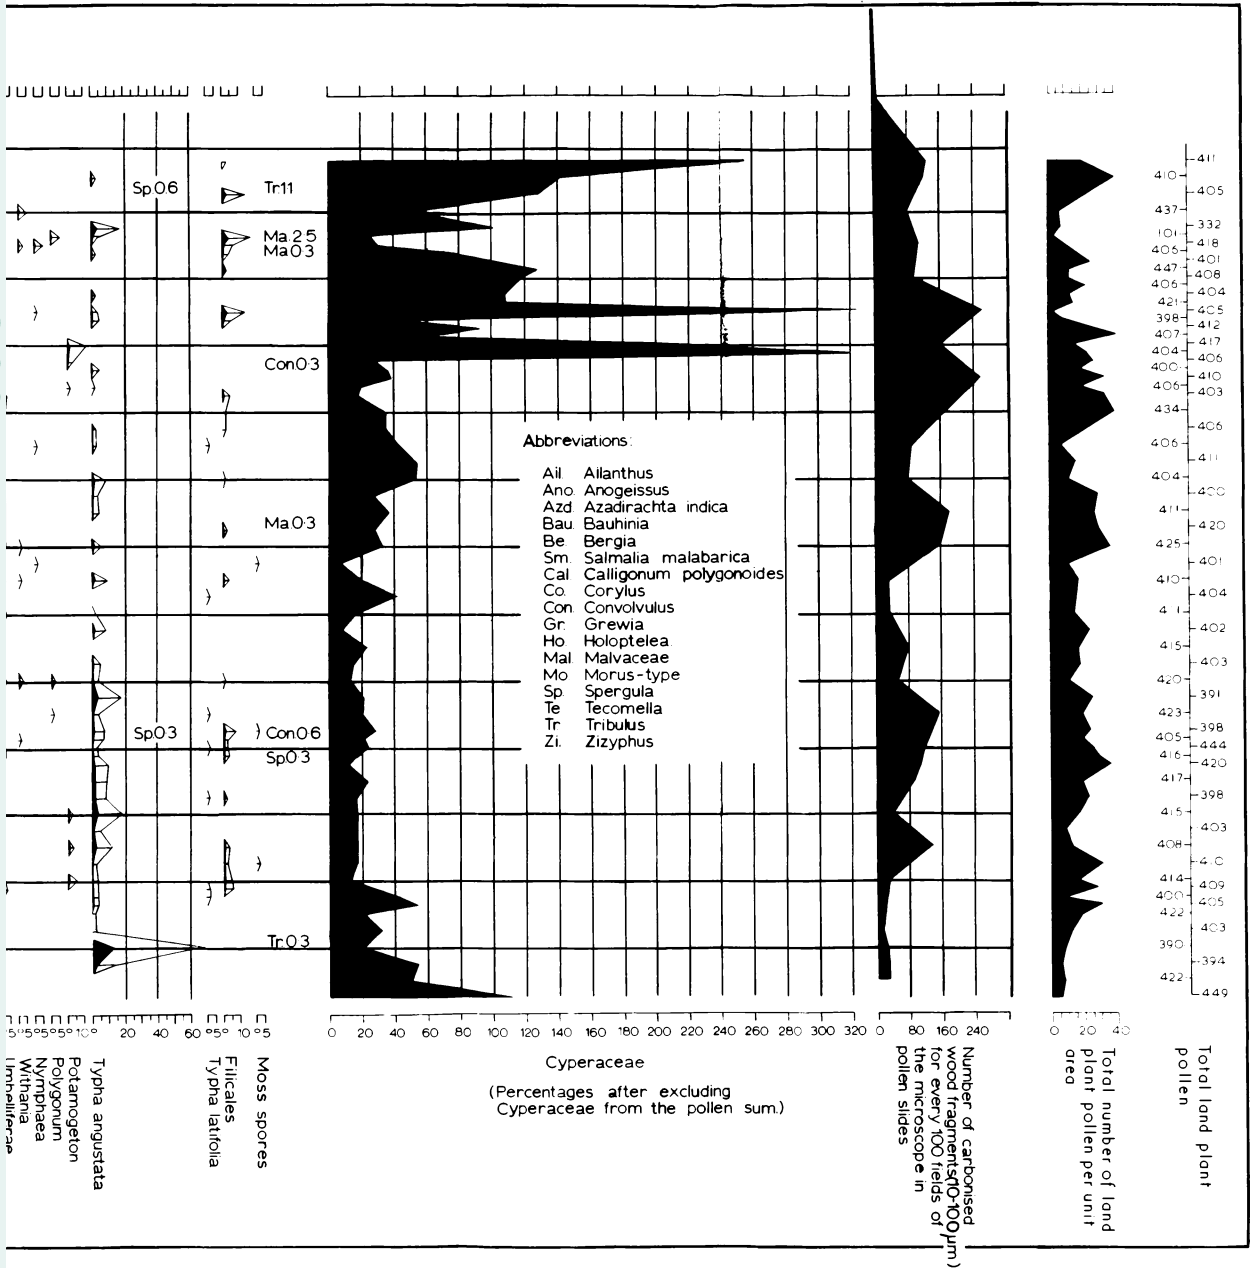 Sp.0.6
Tr.1.1
Ma.2.5
Ma.0.3
Con.0.3
Ma.0.3
Sp.0.3
Con.0.6
Sp.0.3
Tr.0.3
Abbreviations:
Ail. Ailanthus
Ano. Anogeissus
Azd. Azadirachta indica
Bau. Bauhinia
Be. Bergia
Sm. Salmalia malabarica
Cal. Calligonum polygonoides
Co. Corylus
Con. Convolvulus
Gr. Grewia
Ho. Holoptelea
Mal. Malvaceae
Mo. Morus-type
Sp. Spergula
Te. Tecomella
Tr. Tribulus
Zi. Zizyphus
411
410
405
437
332
101
418
405
401
447
408
406
404
421
405
398
412
407
417
404
406
400
410
406
403
434
406
406
404
400
411
420
425
401
410
404
402
415
403
420
391
423
398
405
444
416
420
417
398
415
403
408
414
409
400
405
422
403
390
394
422
449
20 40 60
0 20 40 60 80 100 120 140 160 180 200 220 240 260 280 300 320
0 80 160 240
0 20 40
Umbelliferae
Withania
Nymphaea
Polygonum
Potamogeton
Typha angustata
Typha latifolia
Filicales
Moss spores
Cyperaceae
(Percentages after excluding
Cyperaceae from the pollen sum.)
Number of carbonised
wood fragments(10-100µm)
for every 100 fields of
the microscope in
pollen slides
Total number of land
plant pollen per unit
area
Total land plant
pollen